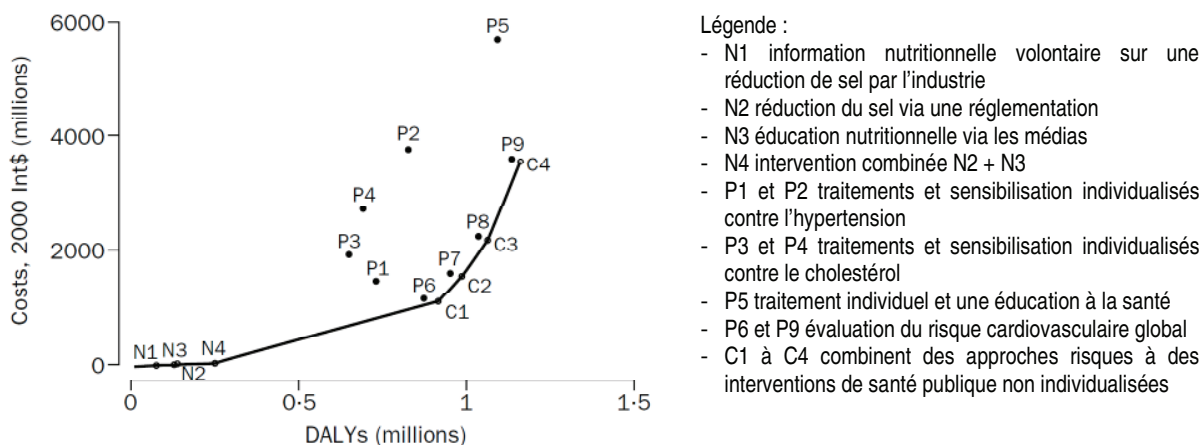 6000
4000
2000
0
Costs, 2000 Int$ (millions)
P5
P2
P9
C4
P4
P8
P3
C3
P7
P1
C2
P6
C1
N1 N3 N4
N2
0 0·5 1 1·5
DALYs (millions)
Légende :
- N1 information nutritionnelle volontaire sur une
réduction de sel par l'industrie
- N2 réduction du sel via une réglementation
- N3 éducation nutritionnelle via les médias
- N4 intervention combinée N2 + N3
- P1 et P2 traitements et sensibilisation individualisés
contre l'hypertension
- P3 et P4 traitements et sensibilisation individualisés
contre le cholestérol
- P5 traitement individuel et une éducation à la santé
- P6 et P9 évaluation du risque cardiovasculaire global
- C1 à C4 combinent des approches risques à des
interventions de santé publique non individualisées